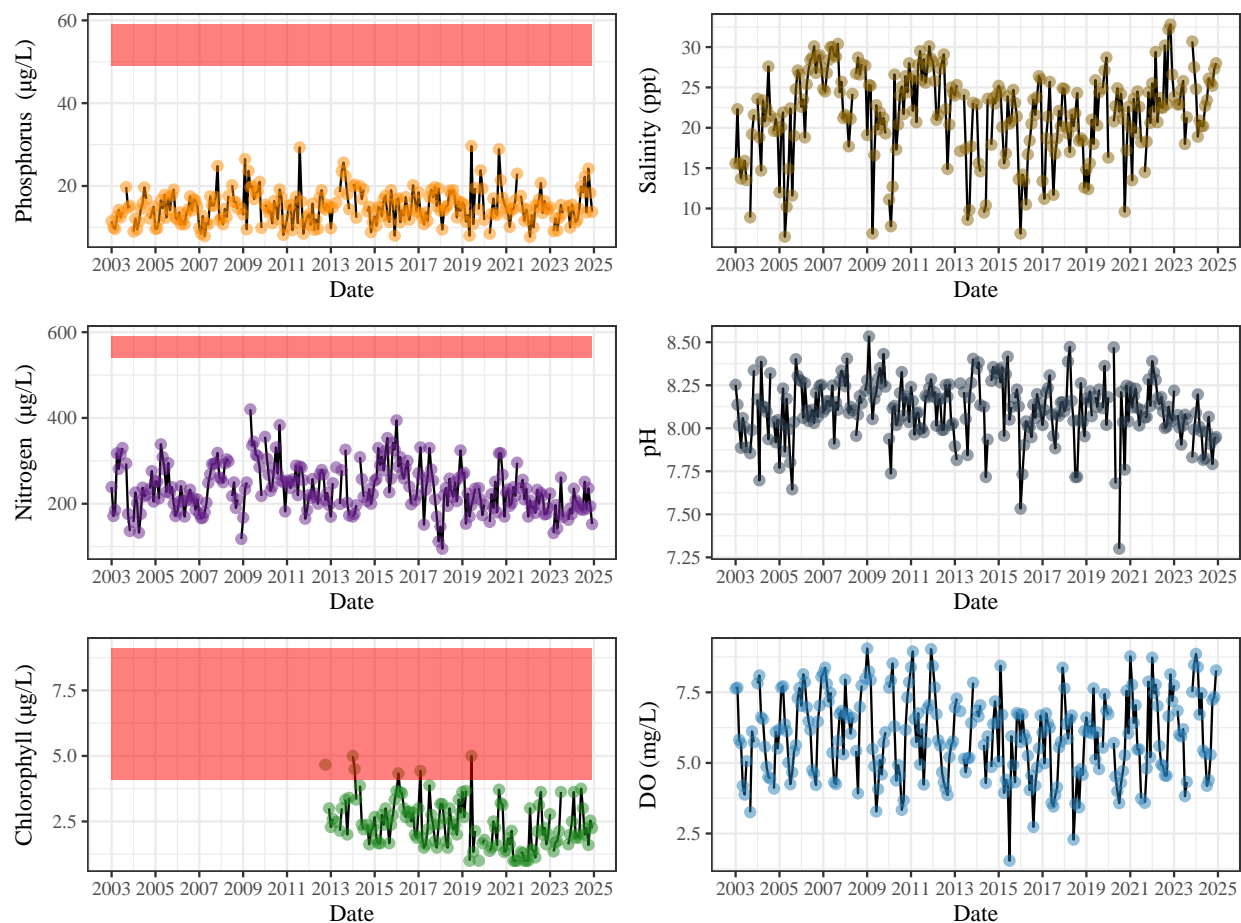 Phosphorus (µg/L)
60
40
20
2003 2005 2007 2009 2011 2013 2015 2017 2019 2021 2023 2025
Date
Salinity (ppt)
30
25
20
15
10
2003 2005 2007 2009 2011 2013 2015 2017 2019 2021 2023 2025
Date
Nitrogen (µg/L)
600
400
200
2003 2005 2007 2009 2011 2013 2015 2017 2019 2021 2023 2025
Date
pH
8.50
8.25
8.00
7.75
7.50
7.25
2003 2005 2007 2009 2011 2013 2015 2017 2019 2021 2023 2025
Date
Chlorophyll (µg/L)
7.5
5.0
2.5
2003 2005 2007 2009 2011 2013 2015 2017 2019 2021 2023 2025
Date
DO (mg/L)
7.5
5.0
2.5
2003 2005 2007 2009 2011 2013 2015 2017 2019 2021 2023 2025
Date